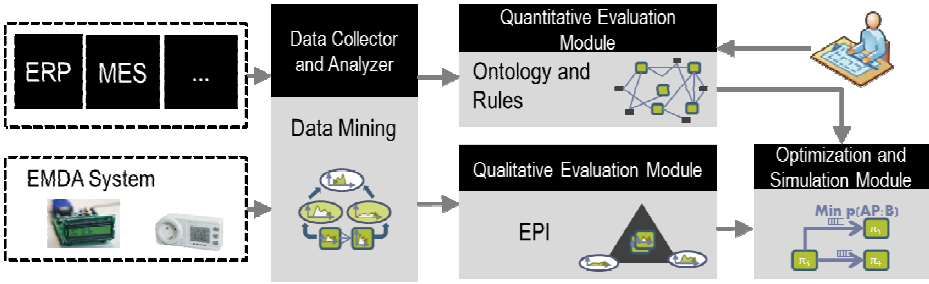 ERP
MES
...
EMDA System
Data Collector
and Analyzer
Data Mining
Quantitative Evaluation
Module
Ontology and
Rules
Qualitative Evaluation Module
EPI
Optimization and
Simulation Module
Min p(AP:B)